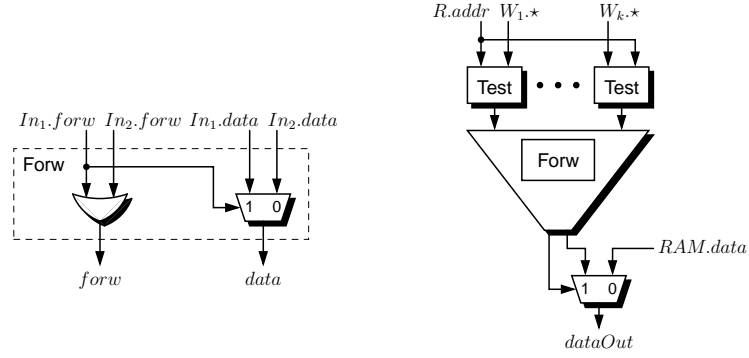 R.addr W₁.⋆ W_k.⋆
Test • • • Test
In₁.forw In₂.forw In₁.data In₂.data
Forw
1 0
forw data
Forw
RAM.data
1 0
dataOut